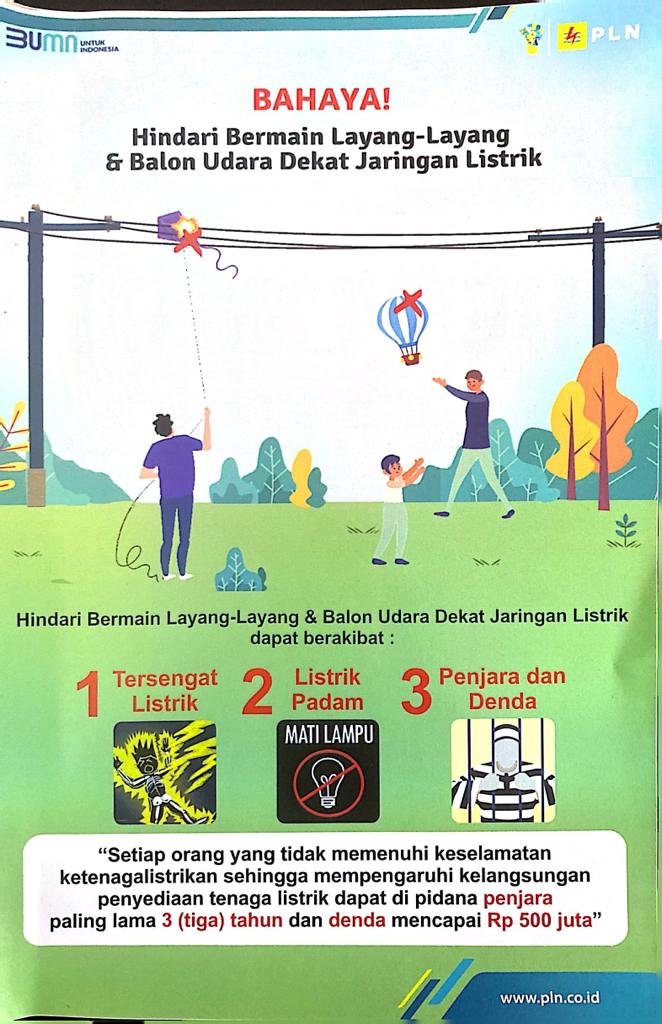 BUMN UNTUK
INDONESIA
PLN
BAHAYA!
Hindari Bermain Layang-Layang
& Balon Udara Dekat Jaringan Listrik
Hindari Bermain Layang-Layang & Balon Udara Dekat Jaringan Listrik
dapat berakibat :
1 Tersengat
Listrik
2 Listrik
Padam
3 Penjara dan
Denda
MATI LAMPU
“Setiap orang yang tidak memenuhi keselamatan
ketenagalistrikan sehingga mempengaruhi kelangsungan
penyediaan tenaga listrik dapat di pidana penjara
paling lama 3 (tiga) tahun dan denda mencapai Rp 500 juta”
www.pln.co.id